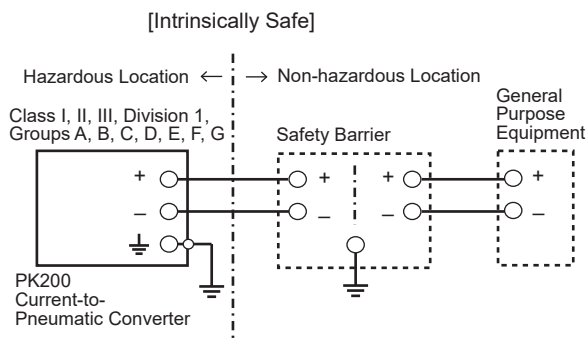 [Intrinsically Safe]
Hazardous Location ← → Non-hazardous Location
Class I, II, III, Division 1,
Groups A, B, C, D, E, F, G
Safety Barrier
General
Purpose
Equipment
+ + + +
– – – –
PK200
Current-to-
Pneumatic Converter